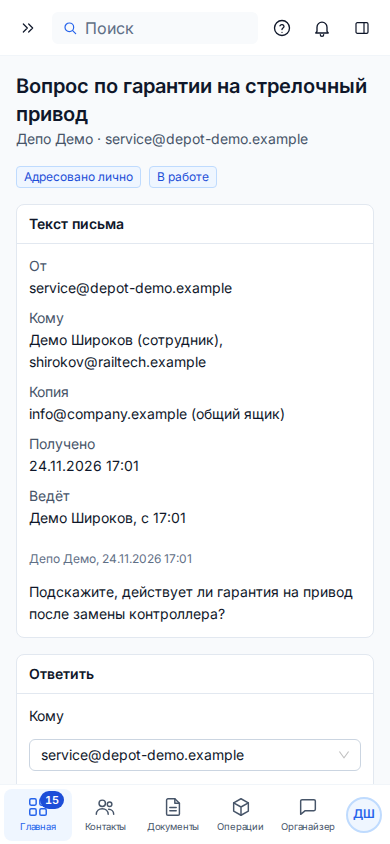 Поиск
Вопрос по гарантии на стрелочный
привод
Депо Демо · service@depot-demo.example
Адресовано лично
В работе
Текст письма
От
service@depot-demo.example
Кому
Демо Широков (сотрудник),
shirokov@railtech.example
Копия
info@company.example (общий ящик)
Получено
24.11.2026 17:01
Ведёт
Демо Широков, с 17:01
Депо Демо, 24.11.2026 17:01
Подскажите, действует ли гарантия на привод
после замены контроллера?
Ответить
Кому
service@depot-demo.example
15
Главная
Контакты
Документы
Операции
Органайзер
ДШ